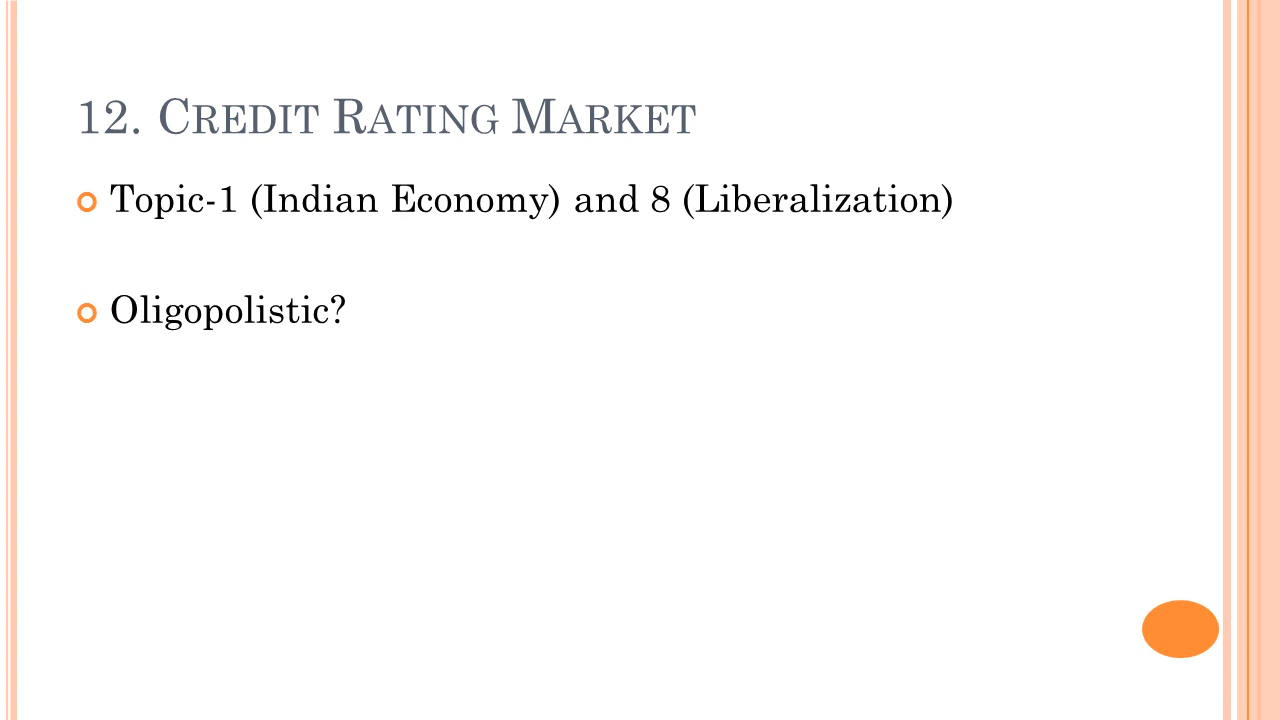 12. Credit Rating Market
Topic-1 (Indian Economy) and 8 (Liberalization)
Oligopolistic?